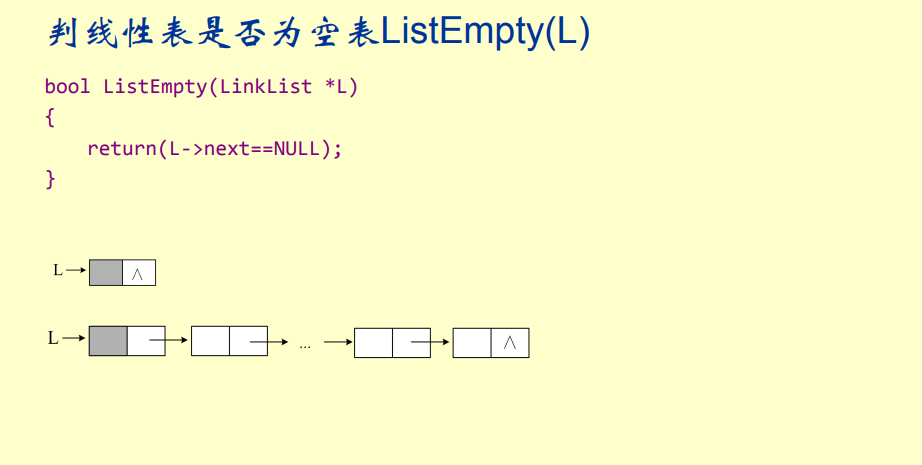 判线性表是否为空表ListEmpty(L)
bool ListEmpty(LinkList *L)
{
    return(L->next==NULL);
}
L ∧
L ... ∧